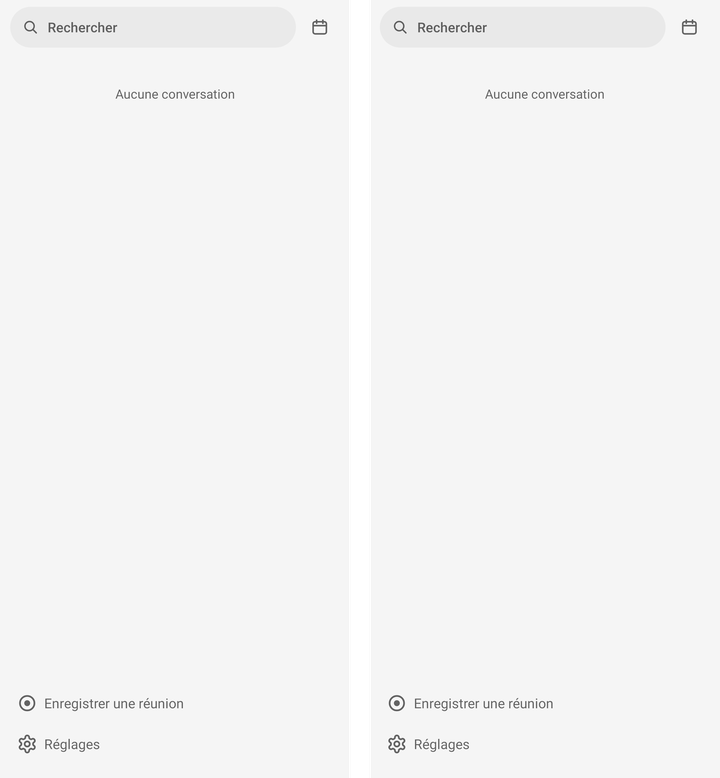 Rechercher
Aucune conversation
Enregistrer une réunion
Réglages
Rechercher
Aucune conversation
Enregistrer une réunion
Réglages